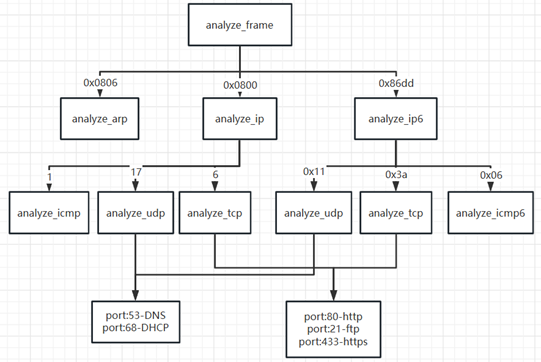 analyze_frame
0x0806
0x0800
0x86dd
analyze_arp
analyze_ip
analyze_ip6
1
17
6
0x11
0x3a
0x06
analyze_icmp
analyze_udp
analyze_tcp
analyze_udp
analyze_tcp
analyze_icmp6
port:53-DNS
port:68-DHCP
port:80-http
port:21-ftp
port:433-https